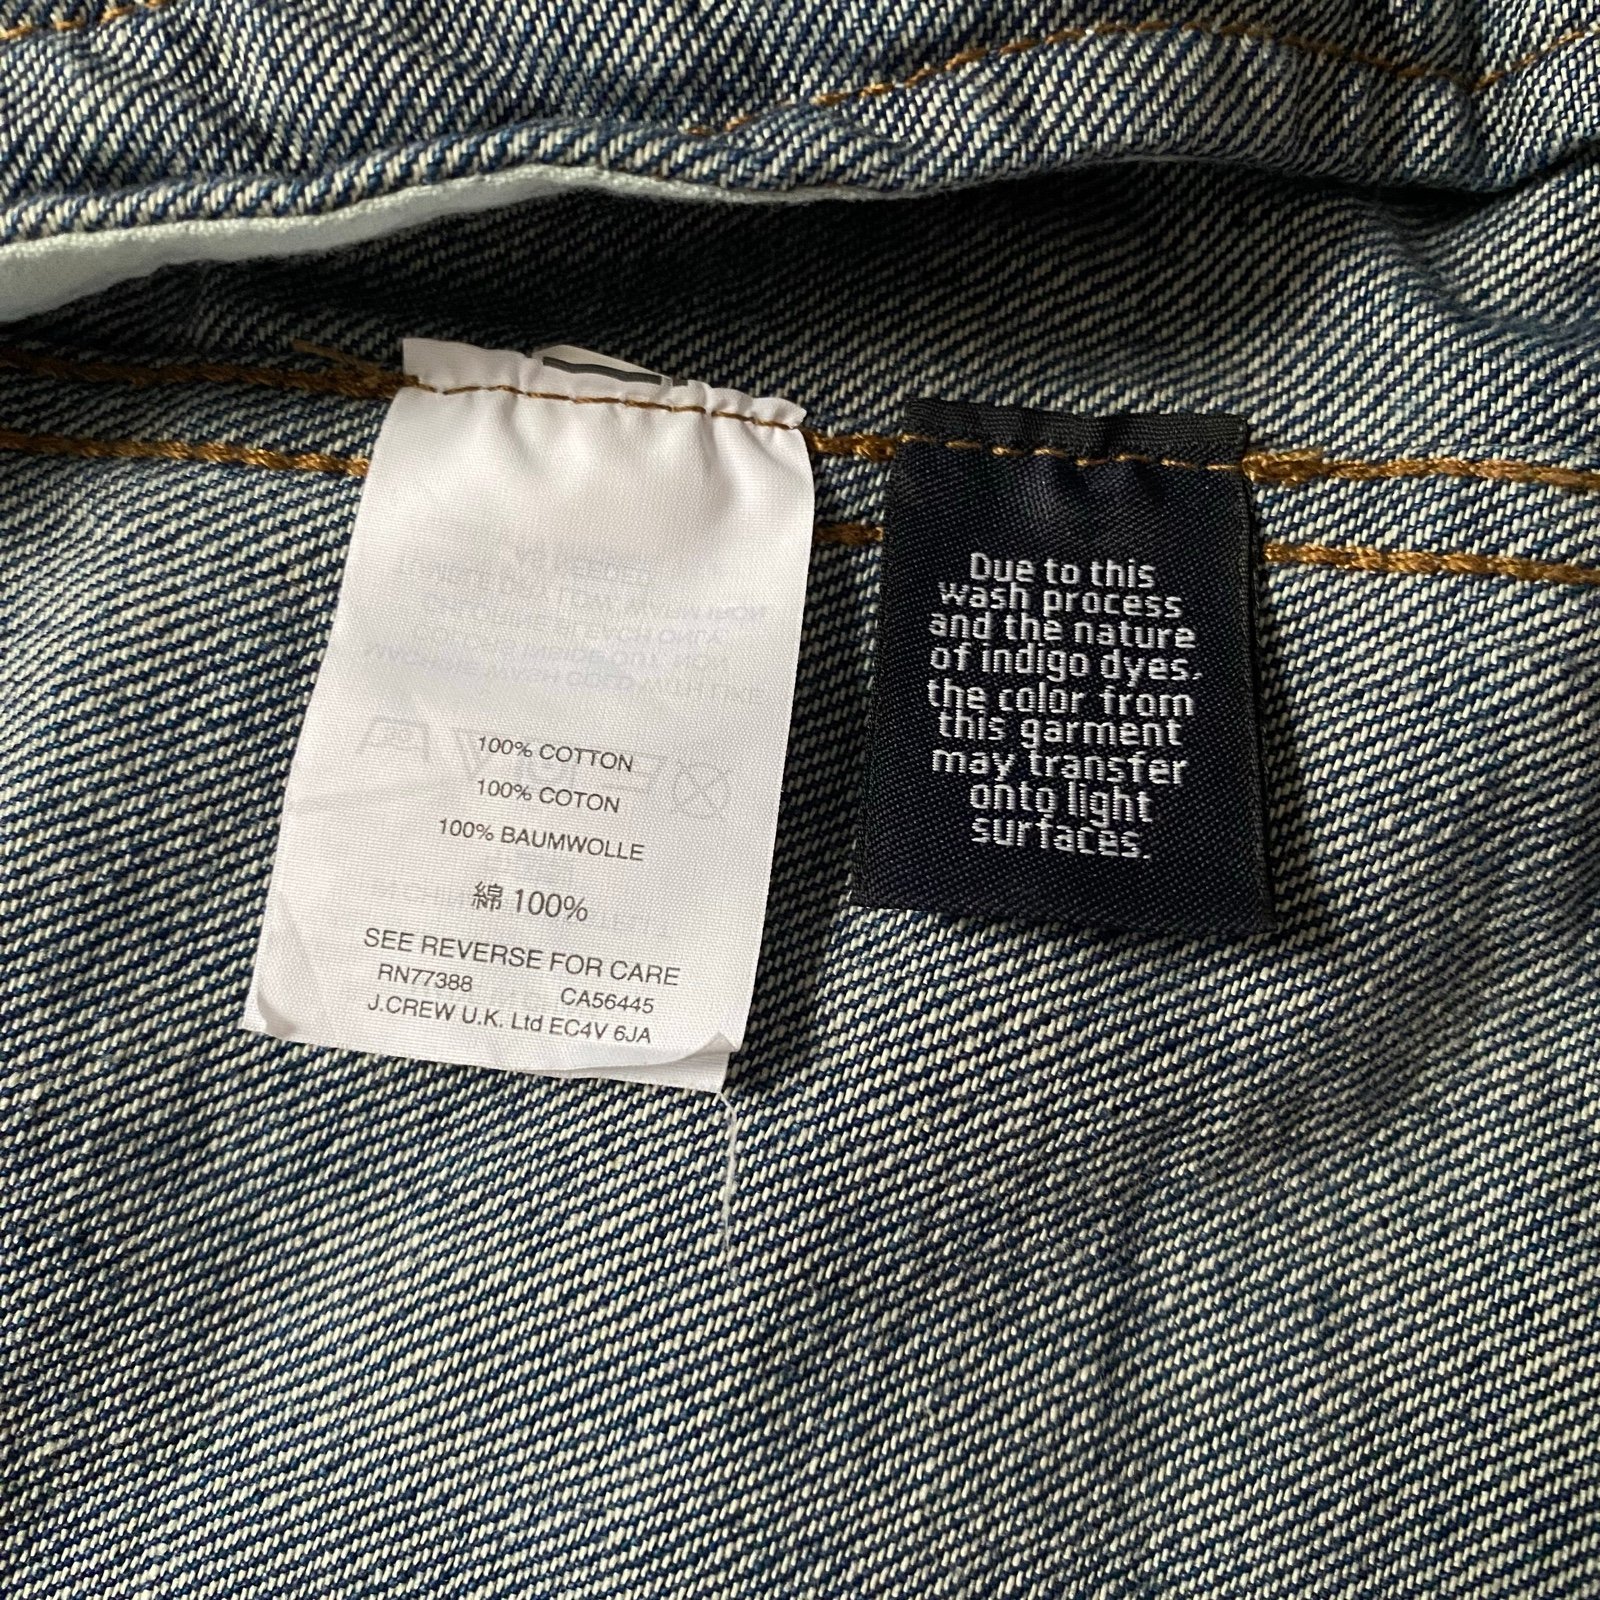 100% COTTON
100% COTON
100% BAUMWOLLE
綿 100%
SEE REVERSE FOR CARE
RN77388 CA56445
J.CREW U.K. Ltd EC4V 6JA
Due to this
wash process
and the nature
of indigo dyes,
the color from
this garment
may transfer
onto light
surfaces.